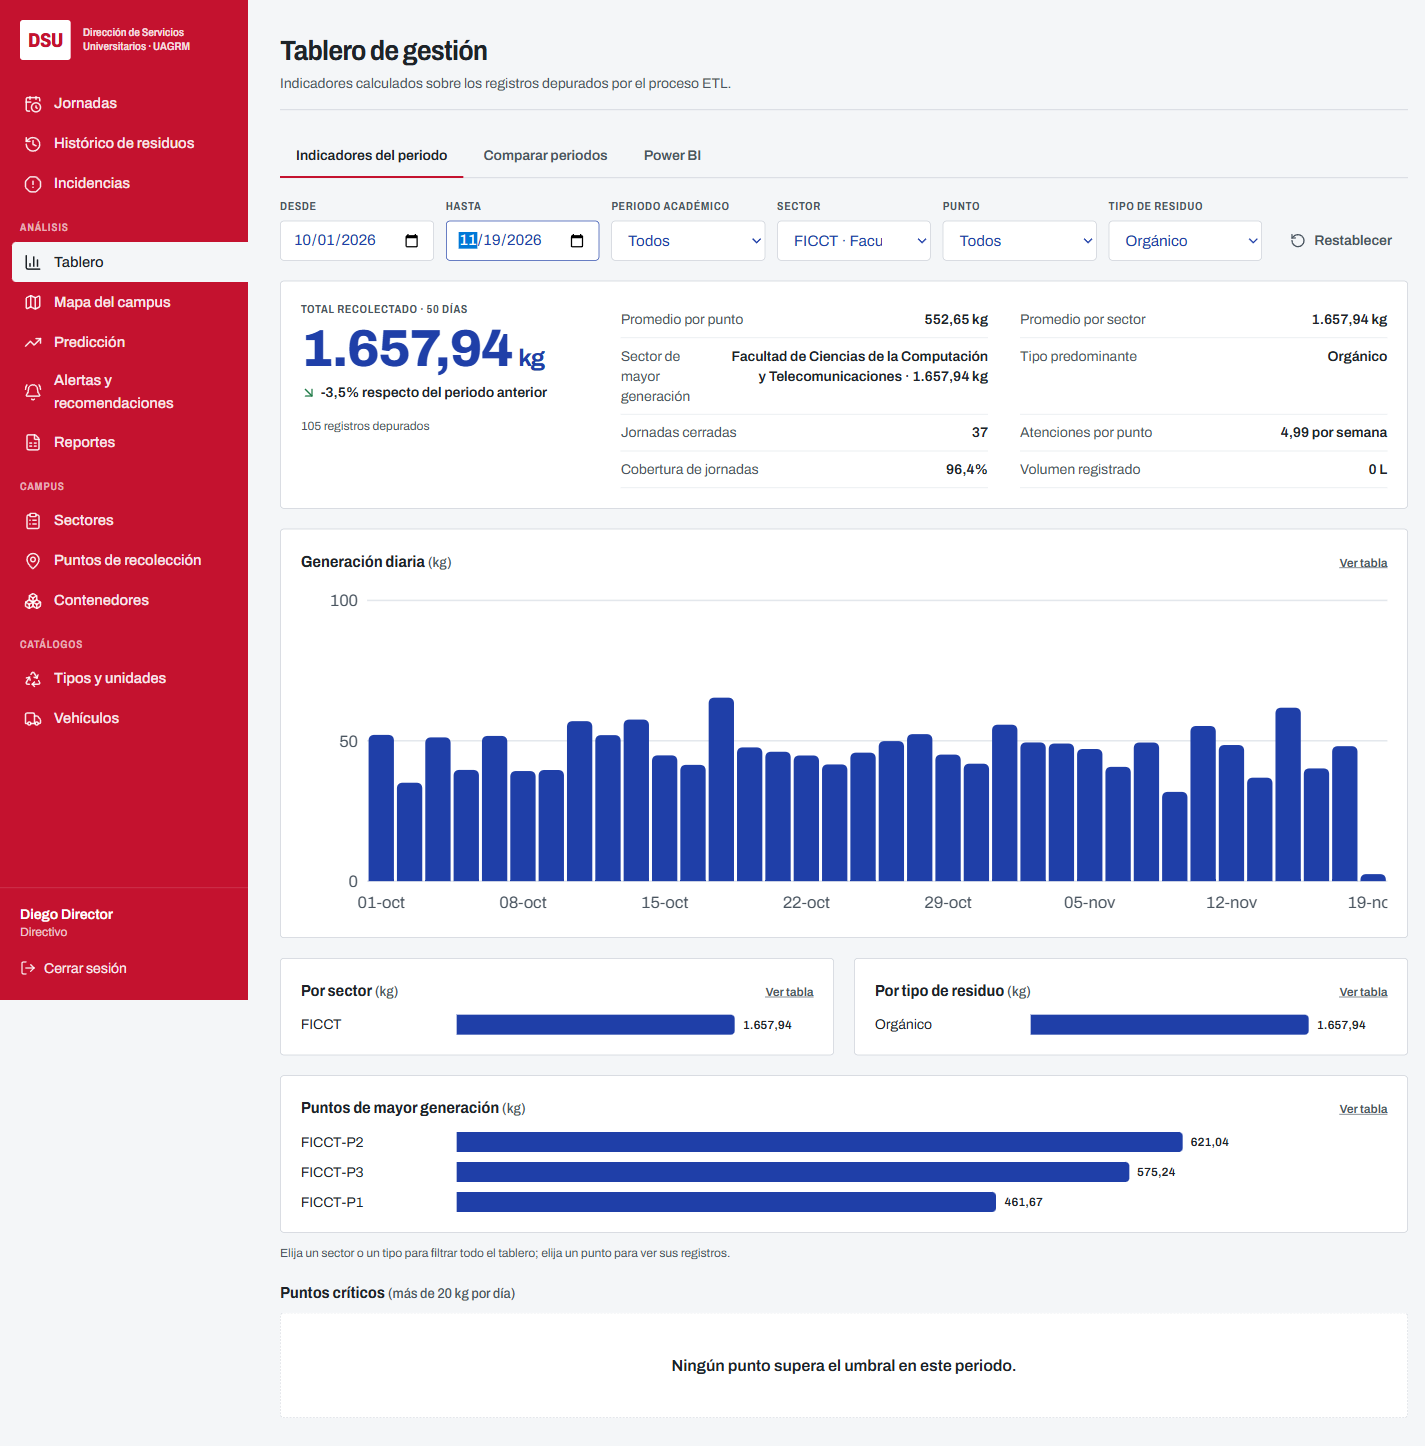 DSU
Dirección de Servicios
Universitarios · UAGRM
Jornadas
Histórico de residuos
Incidencias
ANÁLISIS
Tablero
Mapa del campus
Predicción
Alertas y
recomendaciones
Reportes
CAMPUS
Sectores
Puntos de recolección
Contenedores
CATÁLOGOS
Tipos y unidades
Vehículos
Diego Director
Directivo
Cerrar sesión
Tablero de gestión
Indicadores calculados sobre los registros depurados por el proceso ETL.
Indicadores del periodo Comparar periodos Power BI
DESDE HASTA PERIODO ACADÉMICO SECTOR PUNTO TIPO DE RESIDUO
10/01/2026 11/19/2026 Todos FICCT · Facu Todos Orgánico Restablecer
TOTAL RECOLECTADO · 50 DÍAS
1.657,94 kg
-3,5% respecto del periodo anterior
105 registros depurados
Promedio por punto 552,65 kg
Promedio por sector 1.657,94 kg
Sector de mayor generación Facultad de Ciencias de la Computación
y Telecomunicaciones · 1.657,94 kg
Tipo predominante Orgánico
Jornadas cerradas 37
Atenciones por punto 4,99 por semana
Cobertura de jornadas 96,4%
Volumen registrado 0 L
Generación diaria (kg) Ver tabla
100
50
0
01-oct 08-oct 15-oct 22-oct 29-oct 05-nov 12-nov 19-nc
Por sector (kg) Ver tabla
FICCT 1.657,94
Por tipo de residuo (kg) Ver tabla
Orgánico 1.657,94
Puntos de mayor generación (kg) Ver tabla
FICCT-P2 621,04
FICCT-P3 575,24
FICCT-P1 461,67
Elija un sector o un tipo para filtrar todo el tablero; elija un punto para ver sus registros.
Puntos críticos (más de 20 kg por día)
Ningún punto supera el umbral en este periodo.